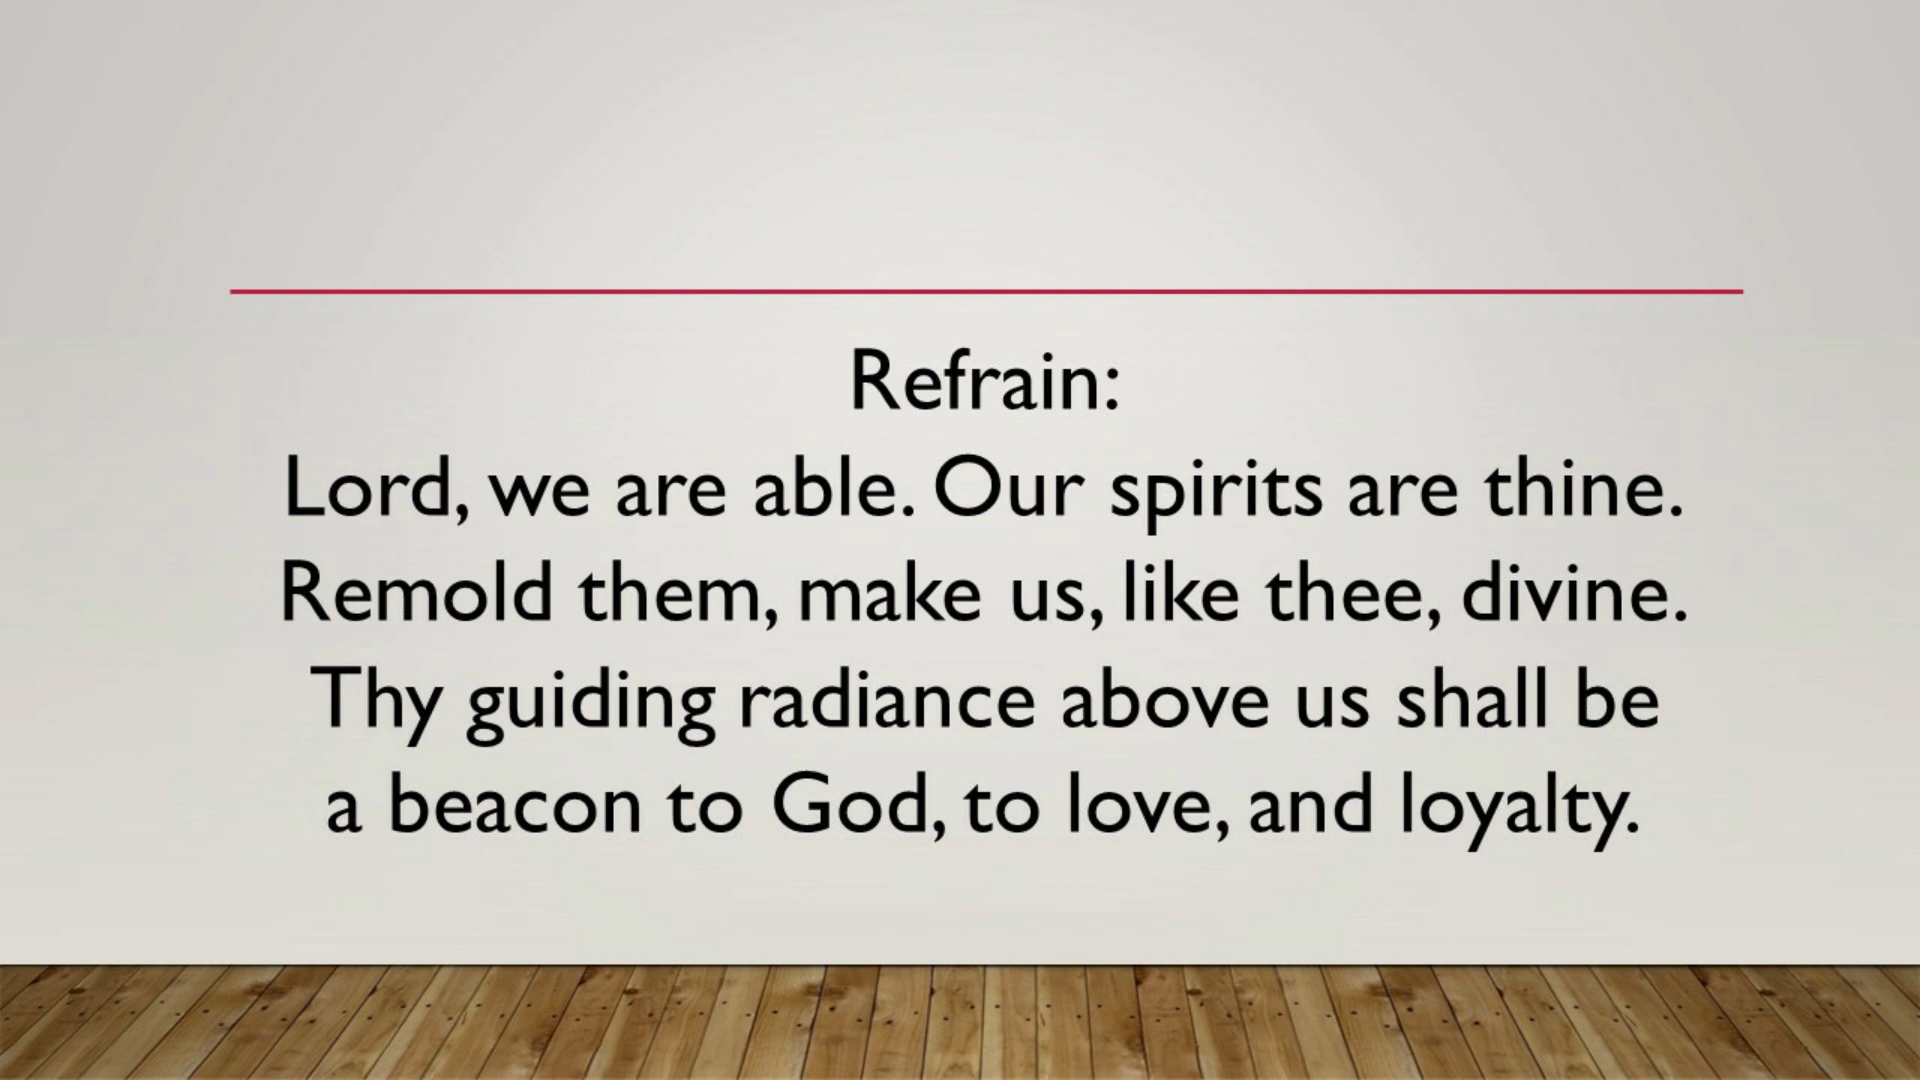 Refrain:
Lord, we are able. Our spirits are thine.
Remold them, make us, like thee, divine.
Thy guiding radiance above us shall be
a beacon to God, to love, and loyalty.